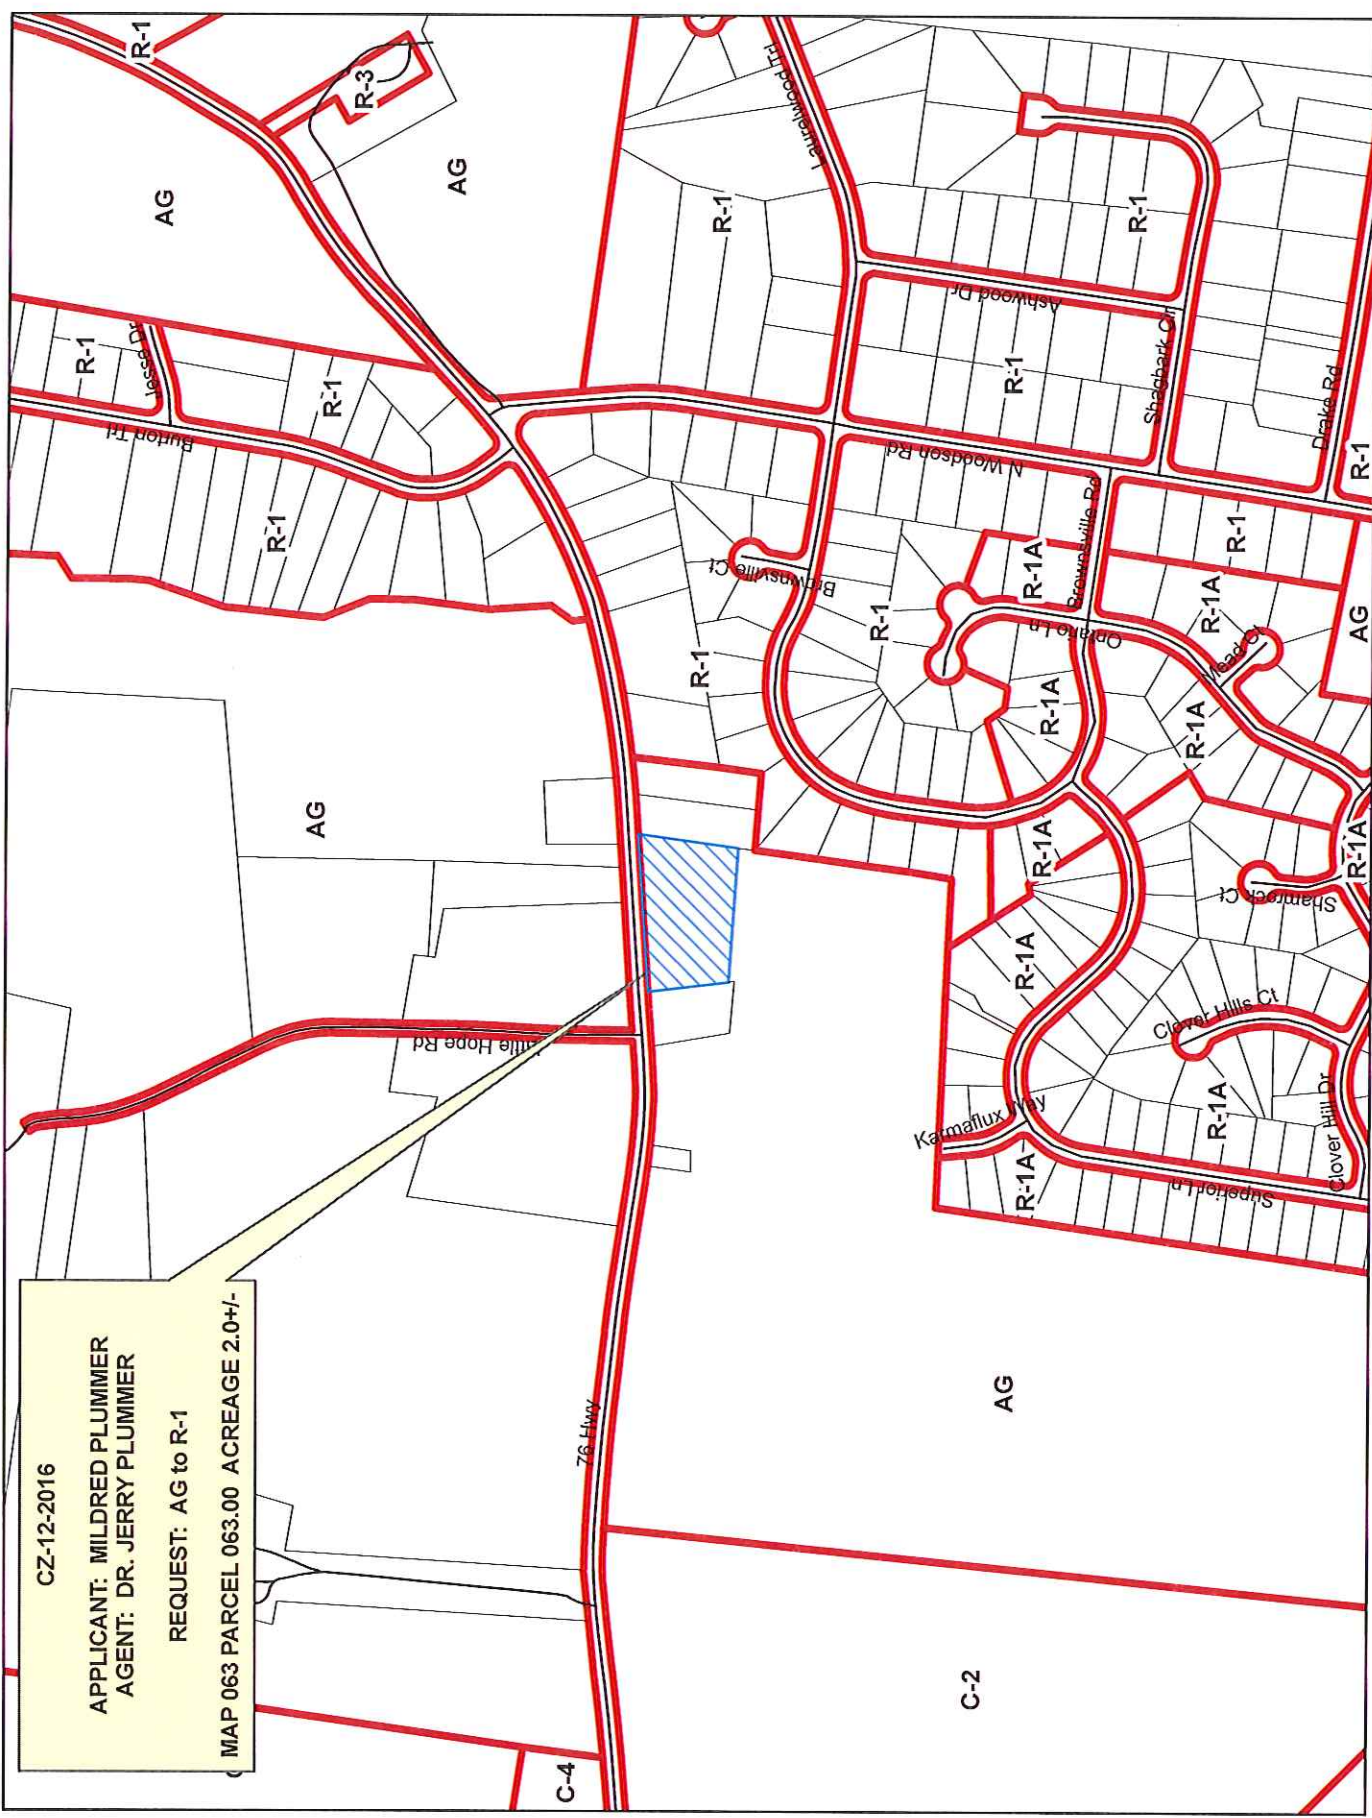 CZ-12-2016
APPLICANT: MILDRED PLUMMER
AGENT: DR. JERRY PLUMMER
REQUEST: AG to R-1
MAP 063 PARCEL 063.00 ACREAGE 2.0+/-
C-4
C-2
76 Hwy
AG
AG
Little Hope Rd
R-1
R-1
R-1
Burton Trl
Jesse Dr
AG
R-1
R-3
AG
R-1
Laurelwood Trl
R-1
Brownsville Ct
N Woodson Rd
R-1
Ashwood Dr
R-1
Shagbark Cir
Drake Rd
R-1
R-1
R-1
R-1A
Brownsville Rd
Ontario Ln
R-1A
Mead Ct
AG
R-1A
R-1A
R-1A
R-1A
Shamrock Ct
R-1A
Karmaflux Way
R-1A
Superior Ln
R-1A
Clover Hills Ct
Clover Hill Dr